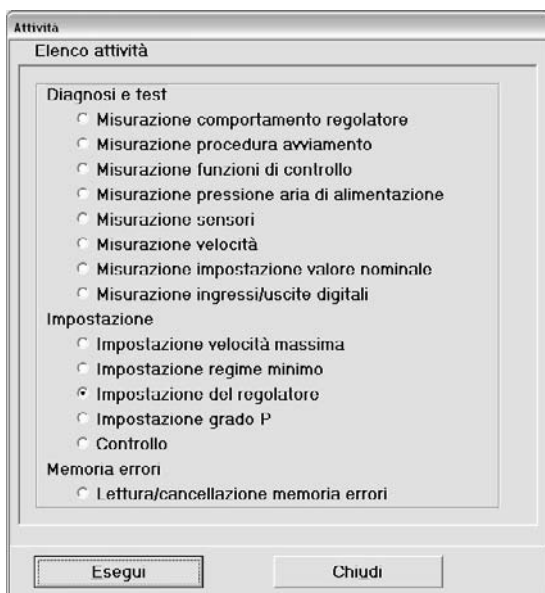 Attività
Elenco attività
Diagnosi e test
Misurazione comportamento regolatore
Misurazione procedura avviamento
Misurazione funzioni di controllo
Misurazione pressione aria di alimentazione
Misurazione sensori
Misurazione velocità
Misurazione impostazione valore nominale
Misurazione ingressi/uscite digitali
Impostazione
Impostazione velocità massima
Impostazione regime minimo
Impostazione del regolatore
Impostazione grado P
Controllo
Memoria errori
Lettura/cancellazione memoria errori
Esegui
Chiudi